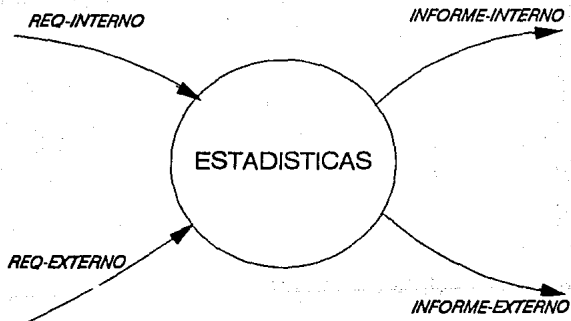 REQ-INTERNO
INFORME-INTERNO
ESTADISTICAS
REQ-EXTERNO
INFORME-EXTERNO